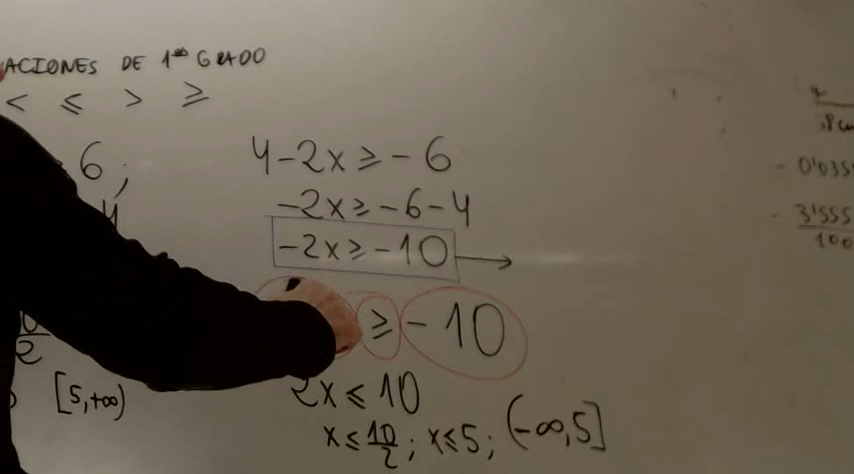 ACIONES DE 1er GRADO
< ≤ > ≥
6;
4
[5,+∞)
4-2x≥-6
-2x≥-6-4
-2x≥-10
≥ -10
2x≤10
x≤10/2; x≤5; (-∞,5]
- 0'035
- 3'555
100